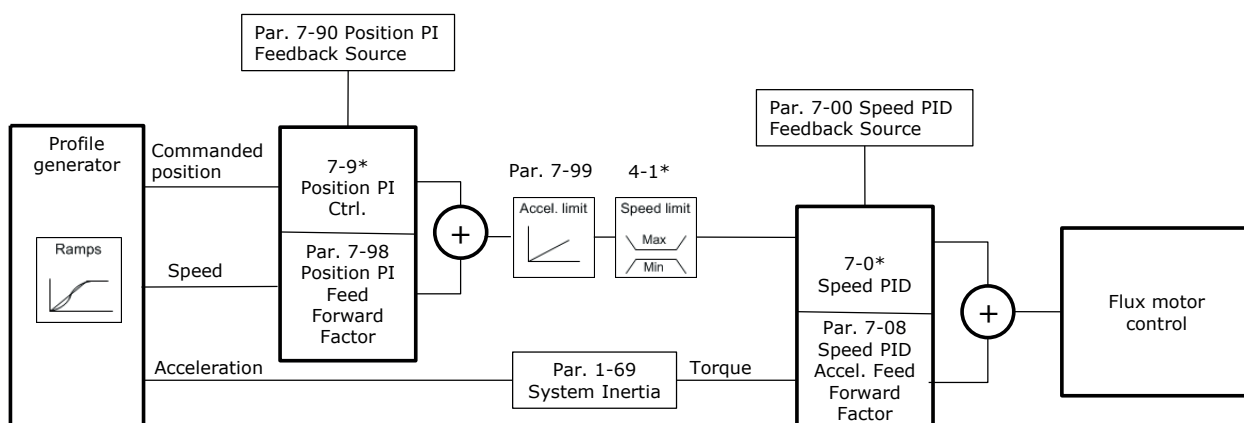 Par. 7-90 Position PI
Feedback Source
Par. 7-00 Speed PID
Feedback Source
Profile
generator
Commanded
position
7-9*
Position PI
Ctrl.
Par. 7-99
4-1*
Accel. limit
Speed limit
Max
Min
+
Ramps
Speed
Par. 7-98
Position PI
Feed
Forward
Factor
7-0*
Speed PID
+
Flux motor
control
Acceleration
Par. 1-69
System Inertia
Torque
Par. 7-08
Speed PID
Accel. Feed
Forward
Factor